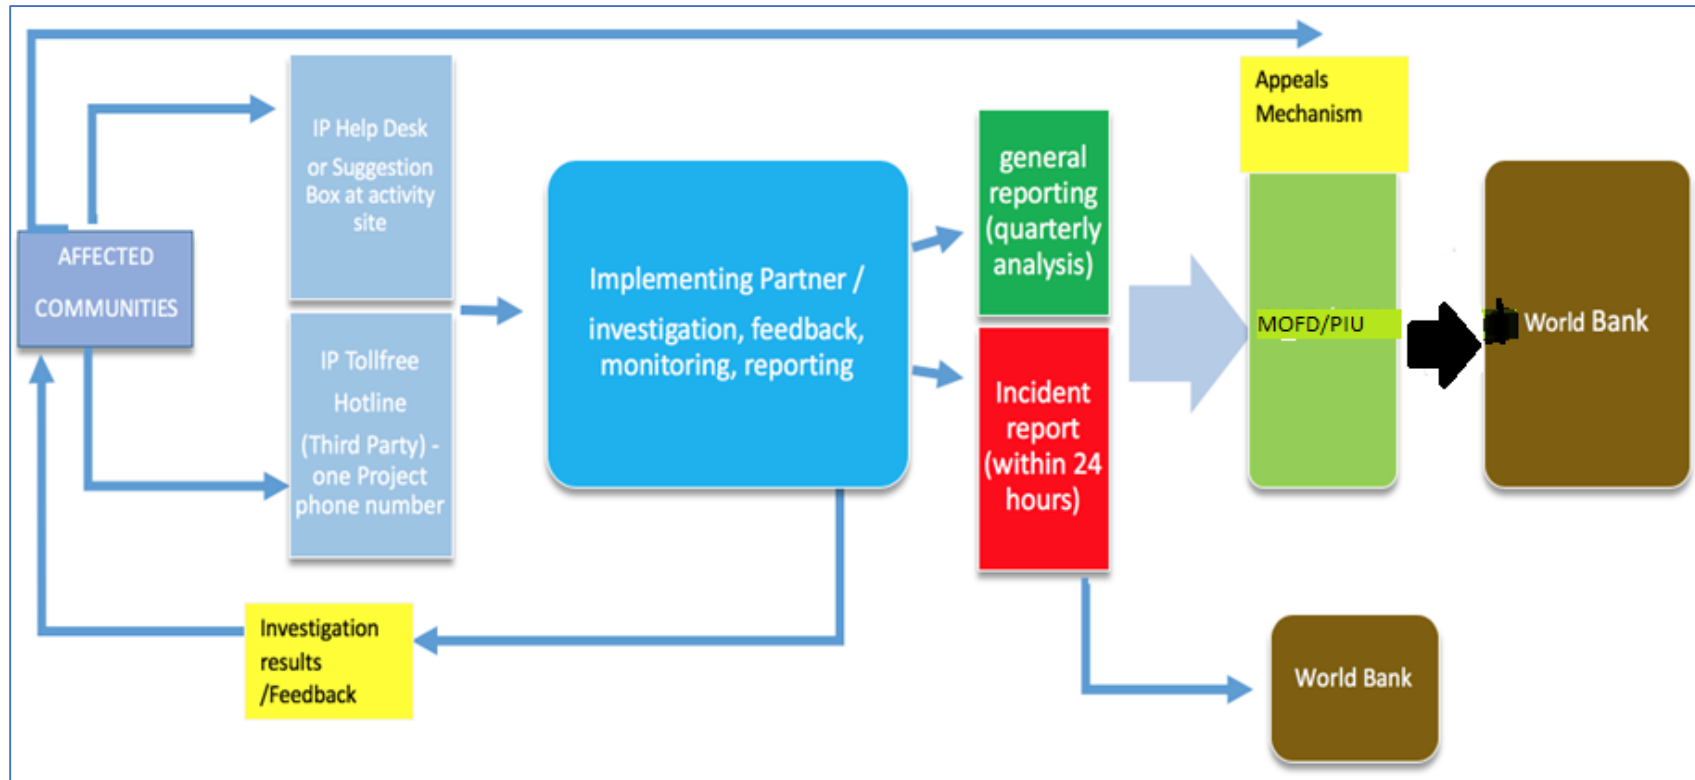 Appeals
Mechanism
IP Help Desk
or Suggestion
Box at activity
site
general
reporting
(quarterly
analysis)
AFFECTED
COMMUNITIES
Implementing Partner /
investigation, feedback,
monitoring, reporting
MOFD/PIU
World Bank
IP Tollfree
Hotline
(Third Party) -
one Project
phone number
Incident
report
(within 24
hours)
Investigation
results
/Feedback
World Bank